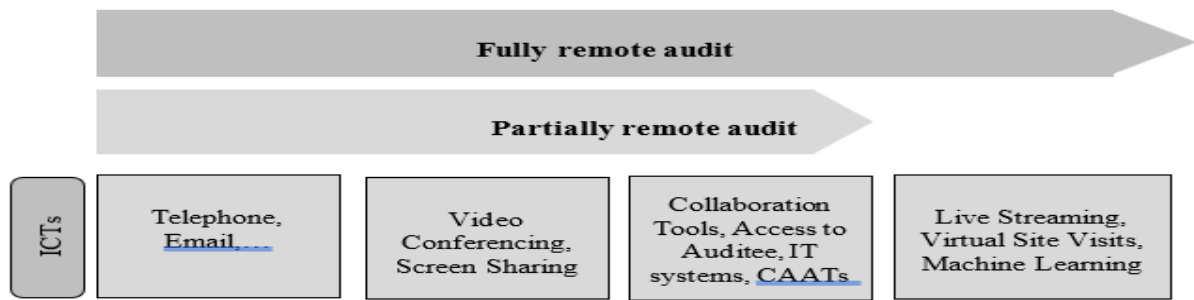 Fully remote audit
Partially remote audit
ICTs
Telephone,
Email,...
Video
Conferencing,
Screen Sharing
Collaboration
Tools, Access to
Auditee, IT
systems, CAATs
Live Streaming,
Virtual Site Visits,
Machine Learning